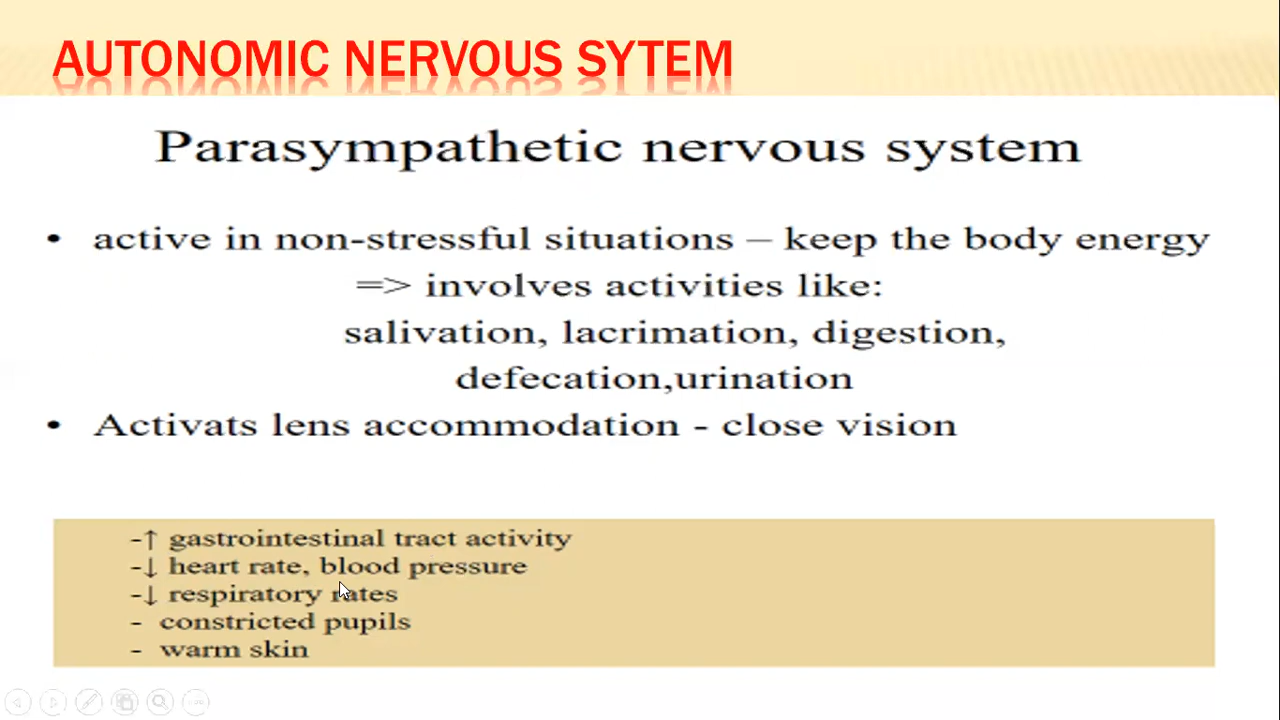 AUTONOMIC NERVOUS SYTEM
Parasympathetic nervous system
• active in non-stressful situations – keep the body energy
=> involves activities like:
salivation, lacrimation, digestion,
defecation,urination
• Activats lens accommodation - close vision
-↑ gastrointestinal tract activity
-↓ heart rate, blood pressure
-↓ respiratory rates
- constricted pupils
- warm skin